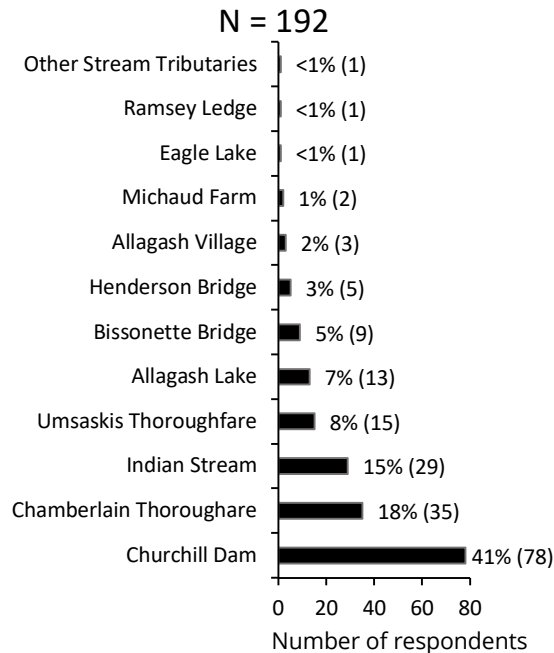 N = 192
Other Stream Tributaries <1% (1)
Ramsey Ledge <1% (1)
Eagle Lake <1% (1)
Michaud Farm 1% (2)
Allagash Village 2% (3)
Henderson Bridge 3% (5)
Bissonette Bridge 5% (9)
Allagash Lake 7% (13)
Umsaskis Thoroughfare 8% (15)
Indian Stream 15% (29)
Chamberlain Thoroughare 18% (35)
Churchill Dam 41% (78)
0 20 40 60 80
Number of respondents